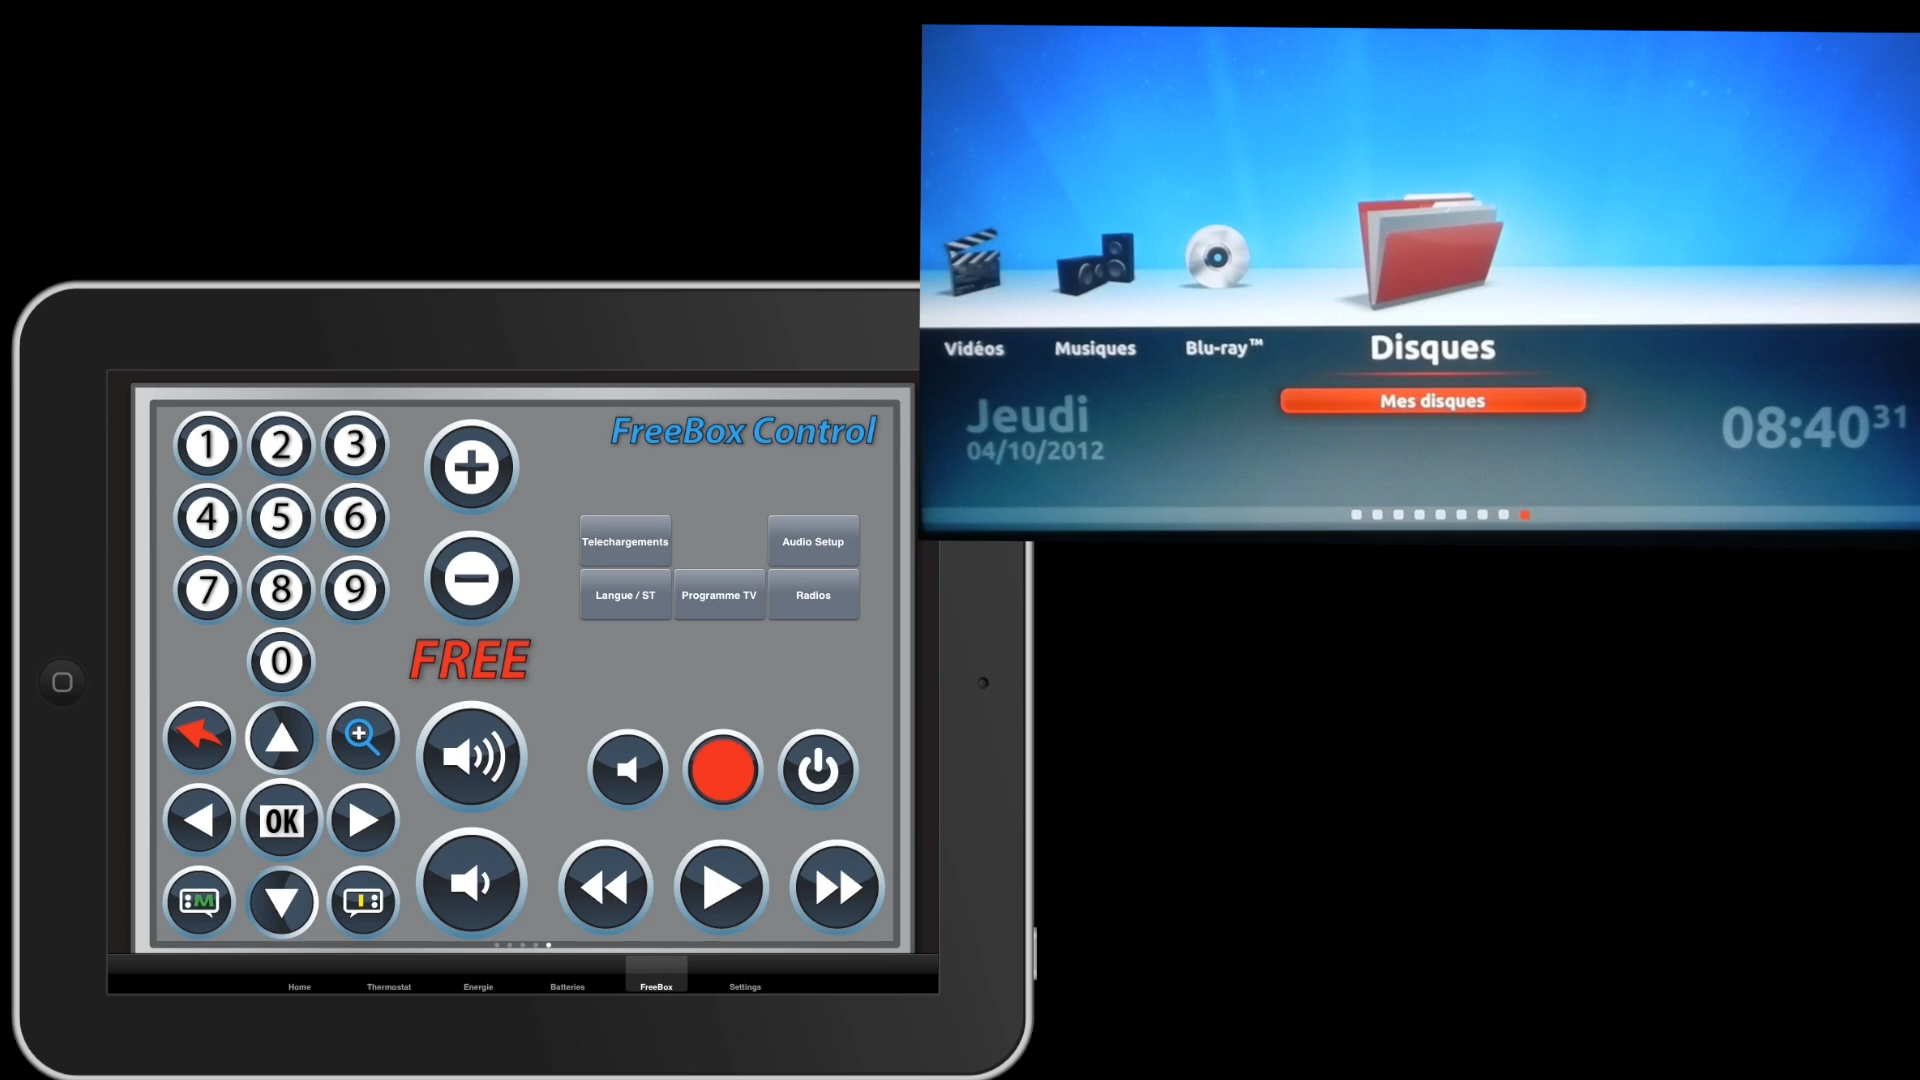 Vidéos Musiques Blu-ray™ Disques
Mes disques
Jeudi
04/10/2012
08:40 31
FreeBox Control
1 2 3
4 5 6
7 8 9
0
FREE
Telechargements Audio Setup
Langue / ST Programme TV Radios
OK
M I
Home Thermostat Energie Batteries FreeBox Settings